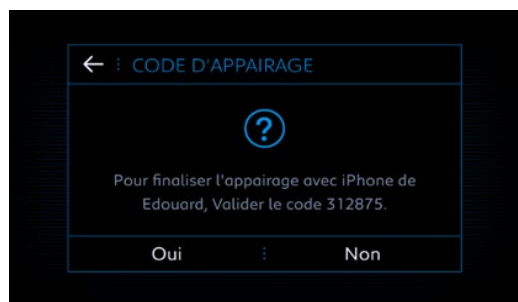 CODE D'APPAIRAGE
Pour finaliser l'appairage avec iPhone de
Edouard, Valider le code 312875.
Oui
Non